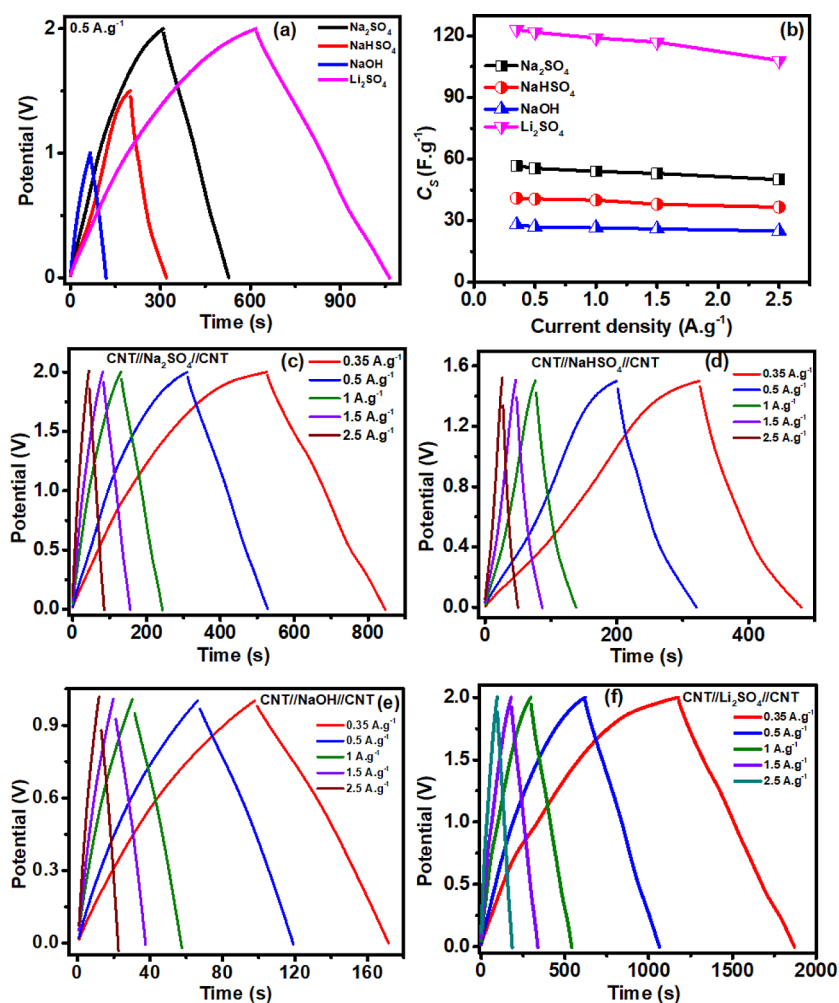 0.5 A.g⁻¹
(a)
Na₂SO₄
NaHSO₄
NaOH
Li₂SO₄
Potential (V)
2
1
0
0 300 600 900
Time (s)
(b)
Na₂SO₄
NaHSO₄
NaOH
Li₂SO₄
Cₛ (F.g⁻¹)
120
90
60
30
0
0.0 0.5 1.0 1.5 2.0 2.5
Current density (A.g⁻¹)
CNT//Na₂SO₄//CNT (c)
0.35 A.g⁻¹
0.5 A.g⁻¹
1 A.g⁻¹
1.5 A.g⁻¹
2.5 A.g⁻¹
Potential (V)
2.0
1.5
1.0
0.5
0.0
0 200 400 600 800
Time (s)
CNT//NaHSO₄//CNT (d)
0.35 A.g⁻¹
0.5 A.g⁻¹
1 A.g⁻¹
1.5 A.g⁻¹
2.5 A.g⁻¹
Potential (V)
1.6
1.2
0.8
0.4
0.0
0 200 400
Time (s)
CNT//NaOH//CNT (e)
0.35 A.g⁻¹
0.5 A.g⁻¹
1 A.g⁻¹
1.5 A.g⁻¹
2.5 A.g⁻¹
Potential (V)
0.9
0.6
0.3
0.0
0 40 80 120 160
Time (s)
(f) CNT//Li₂SO₄//CNT
0.35 A.g⁻¹
0.5 A.g⁻¹
1 A.g⁻¹
1.5 A.g⁻¹
2.5 A.g⁻¹
Potential (V)
2.0
1.5
1.0
0.5
0.0
0 500 1000 1500 2000
Time (s)